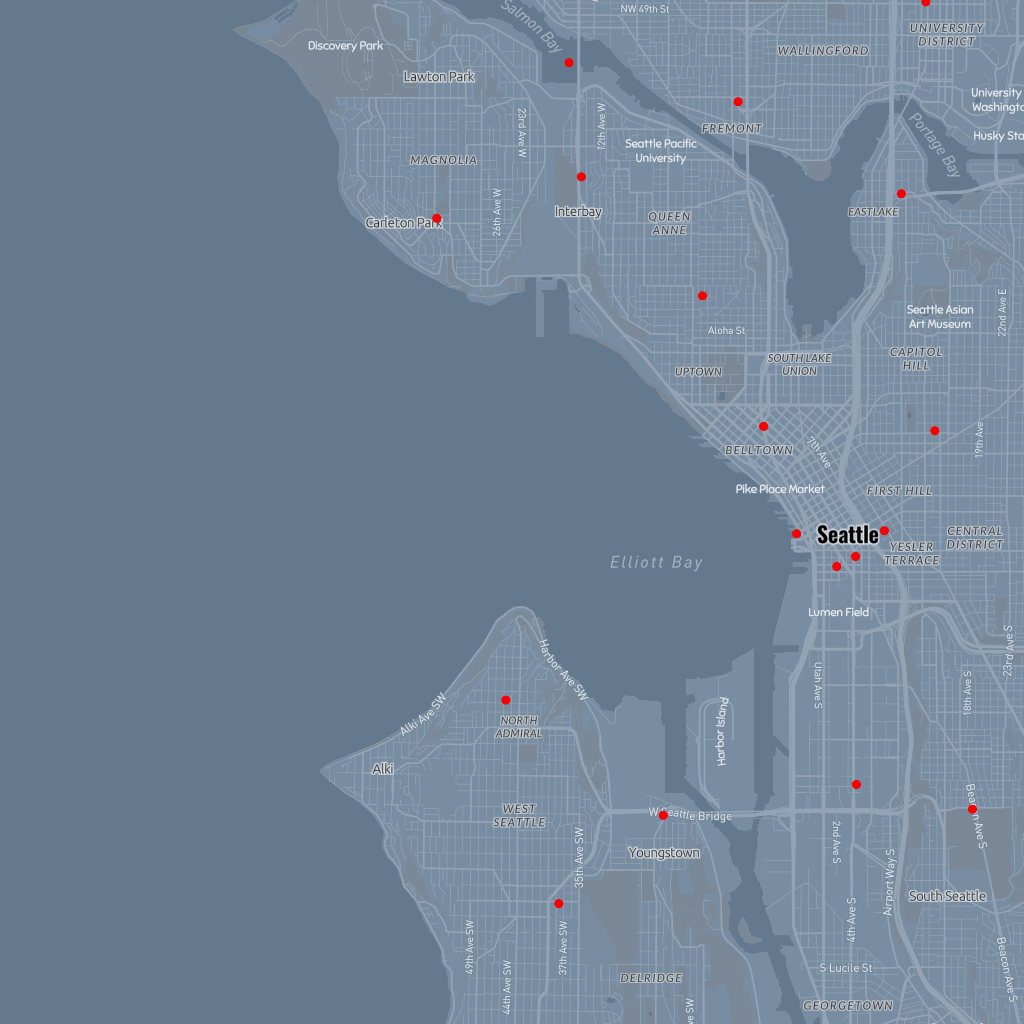 NW 49th St
Salmon Bay
UNIVERSITY
DISTRICT
Discovery Park
WALLINGFORD
Lawton Park
University
Washingto
FREMONT
23rd Ave W
12th Ave W
Husky Sta
Portage Bay
Seattle Pacific
University
MAGNOLIA
26th Ave W
Interbay
EASTLAKE
Carleton Park
QUEEN
ANNE
22nd Ave E
Seattle Asian
Art Museum
Aloha St
CAPITOL
HILL
SOUTH LAKE
UNION
UPTOWN
19th Ave
BELLTOWN
7th Ave
Pike Place Market
FIRST HILL
Seattle
CENTRAL
DISTRICT
YESLER
TERRACE
Elliott Bay
Lumen Field
Harbor Ave SW
23rd Ave S
Utah Ave S
18th Ave S
Alki Ave SW
NORTH
ADMIRAL
Harbor Island
Alki
WEST
SEATTLE
W Seattle Bridge
Beacon Ave S
2nd Ave S
Youngstown
35th Ave SW
Airport Way S
South Seattle
4th Ave S
49th Ave SW
37th Ave SW
44th Ave SW
Beacon Ave S
S Lucile St
DELRIDGE
GEORGETOWN
ve SW